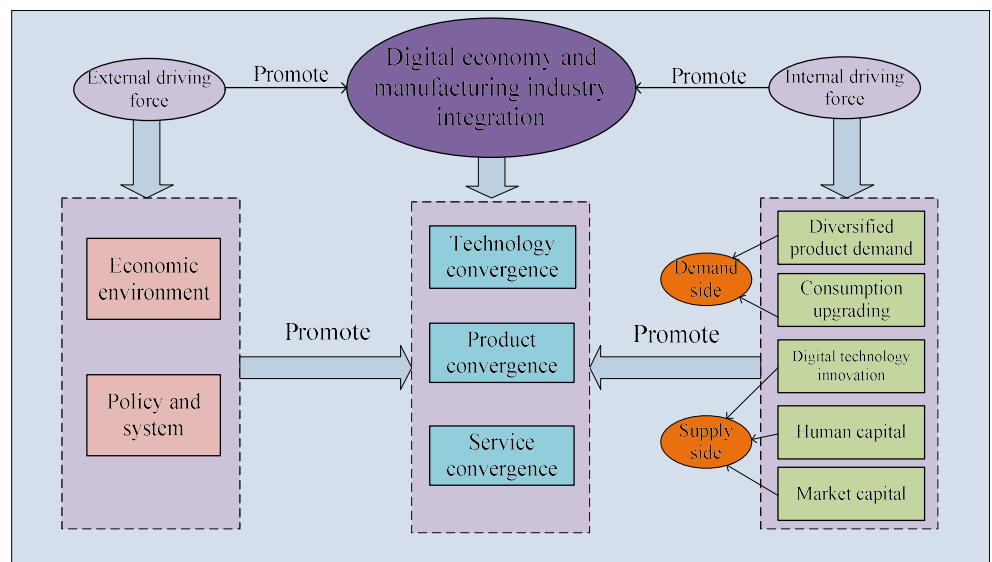 External driving
force
Promote
Digital economy and
manufacturing industry
integration
Promote
Internal driving
force
Economic
environment
Policy and
system
Promote
Technology
convergence
Product
convergence
Service
convergence
Promote
Demand
side
Supply
side
Diversified
product demand
Consumption
upgrading
Digital technology
innovation
Human capital
Market capital